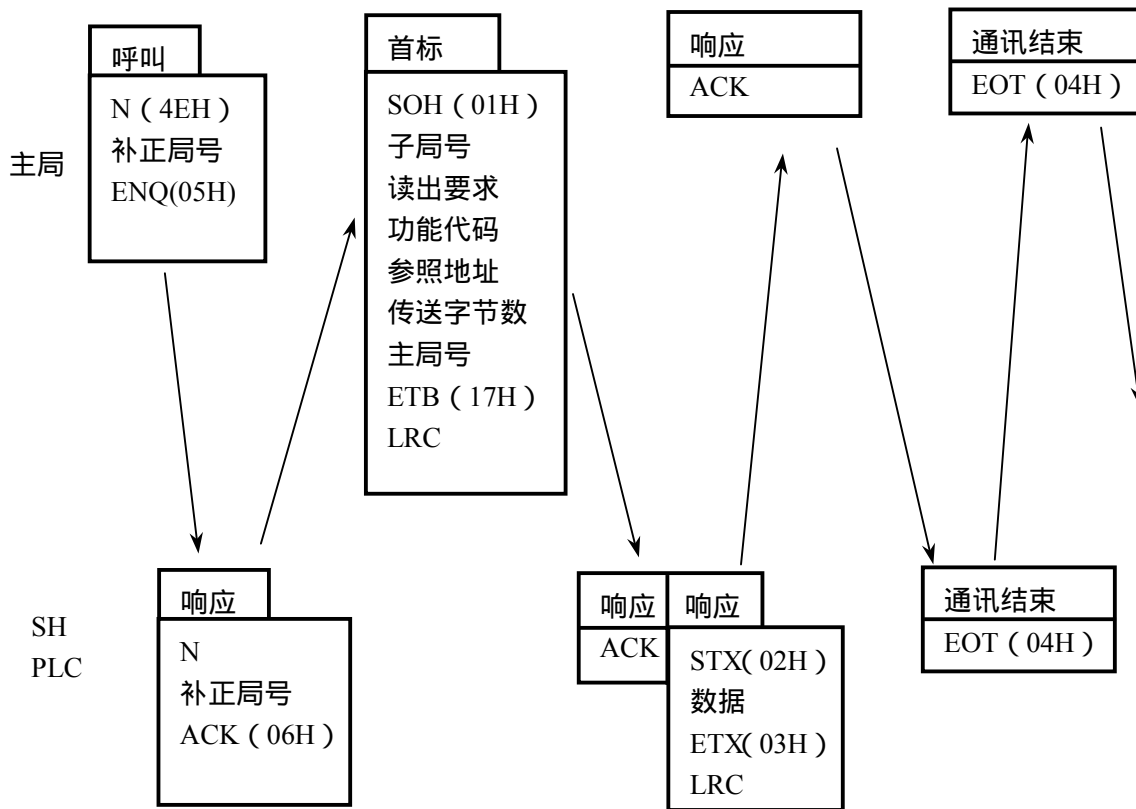 主局
呼叫
N（4EH）
补正局号
ENQ(05H)
首标
SOH（01H）
子局号
读出要求
功能代码
参照地址
传送字节数
主局号
ETB（17H）
LRC
响应
ACK
通讯结束
EOT（04H）
SH
PLC
响应
N
补正局号
ACK（06H）
响应
ACK
响应
STX(02H）
数据
ETX(03H）
LRC
通讯结束
EOT（04H）